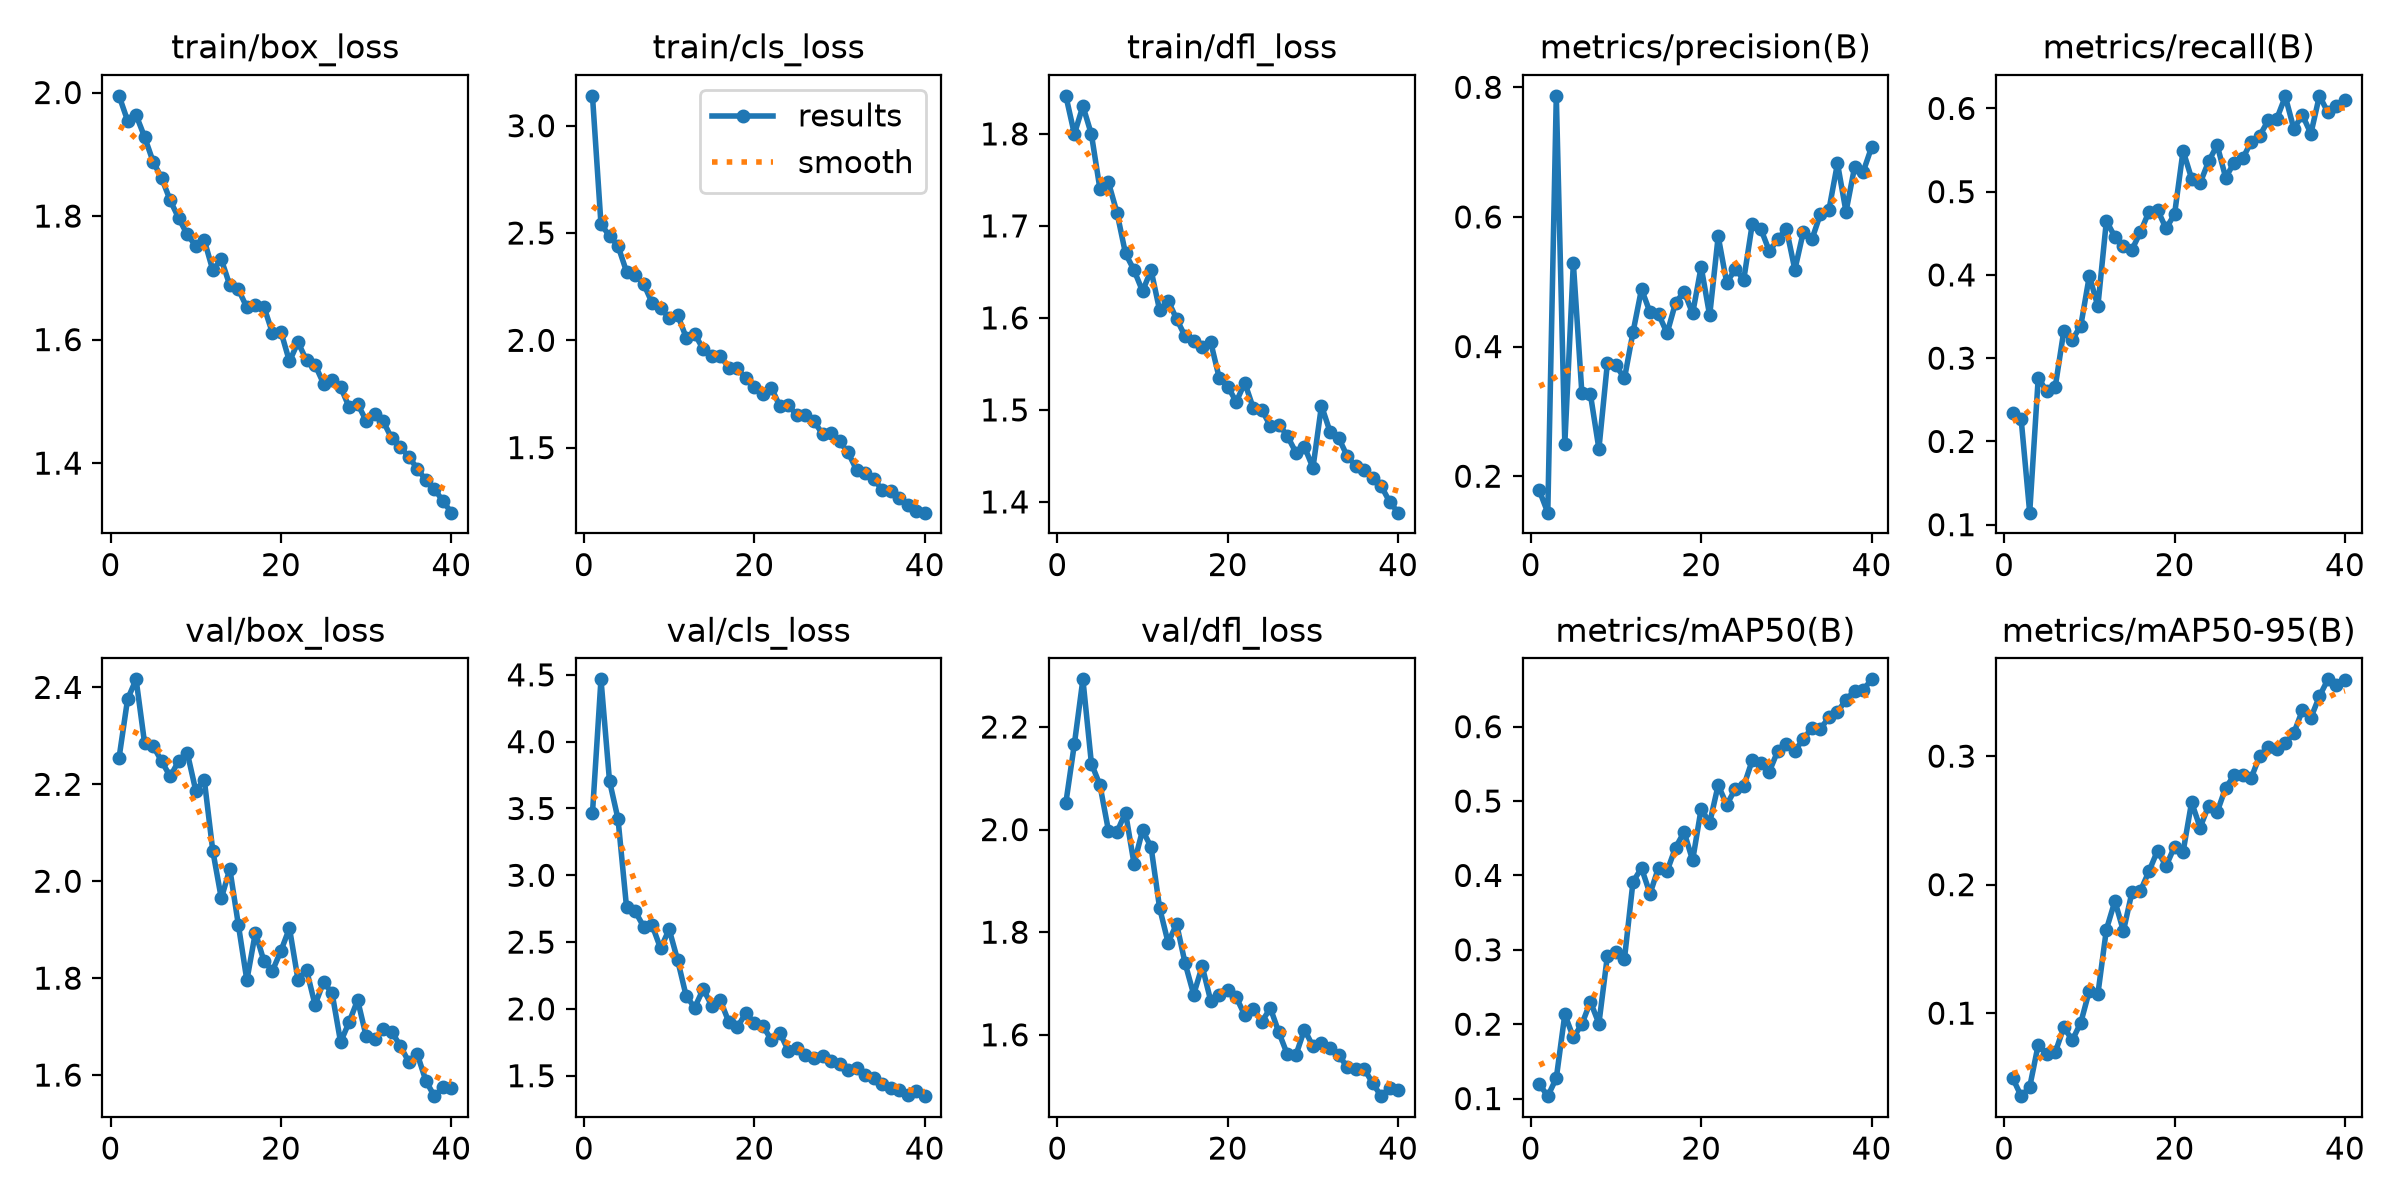 train/box_loss
2.0
1.8
1.6
1.4
0 20 40
train/cls_loss
results
smooth
3.0
2.5
2.0
1.5
0 20 40
train/dfl_loss
1.8
1.7
1.6
1.5
1.4
0 20 40
metrics/precision(B)
0.8
0.6
0.4
0.2
0 20 40
metrics/recall(B)
0.6
0.5
0.4
0.3
0.2
0.1
0 20 40
val/box_loss
2.4
2.2
2.0
1.8
1.6
0 20 40
val/cls_loss
4.5
4.0
3.5
3.0
2.5
2.0
1.5
0 20 40
val/dfl_loss
2.2
2.0
1.8
1.6
0 20 40
metrics/mAP50(B)
0.6
0.5
0.4
0.3
0.2
0.1
0 20 40
metrics/mAP50-95(B)
0.3
0.2
0.1
0 20 40